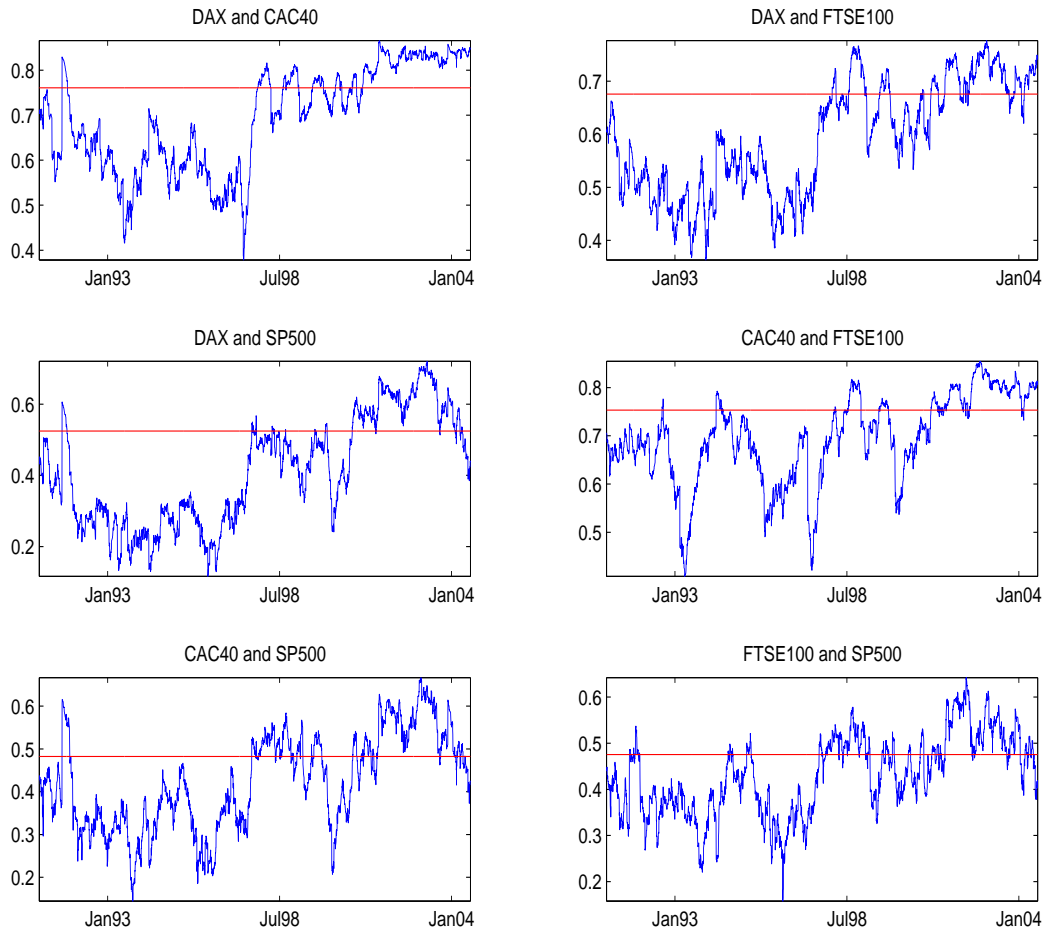 DAX and CAC40
0.8
0.7
0.6
0.5
0.4
Jan93 Jul98 Jan04
DAX and FTSE100
0.7
0.6
0.5
0.4
Jan93 Jul98 Jan04
DAX and SP500
0.6
0.4
0.2
Jan93 Jul98 Jan04
CAC40 and FTSE100
0.8
0.7
0.6
0.5
Jan93 Jul98 Jan04
CAC40 and SP500
0.6
0.5
0.4
0.3
0.2
Jan93 Jul98 Jan04
FTSE100 and SP500
0.6
0.5
0.4
0.3
0.2
Jan93 Jul98 Jan04